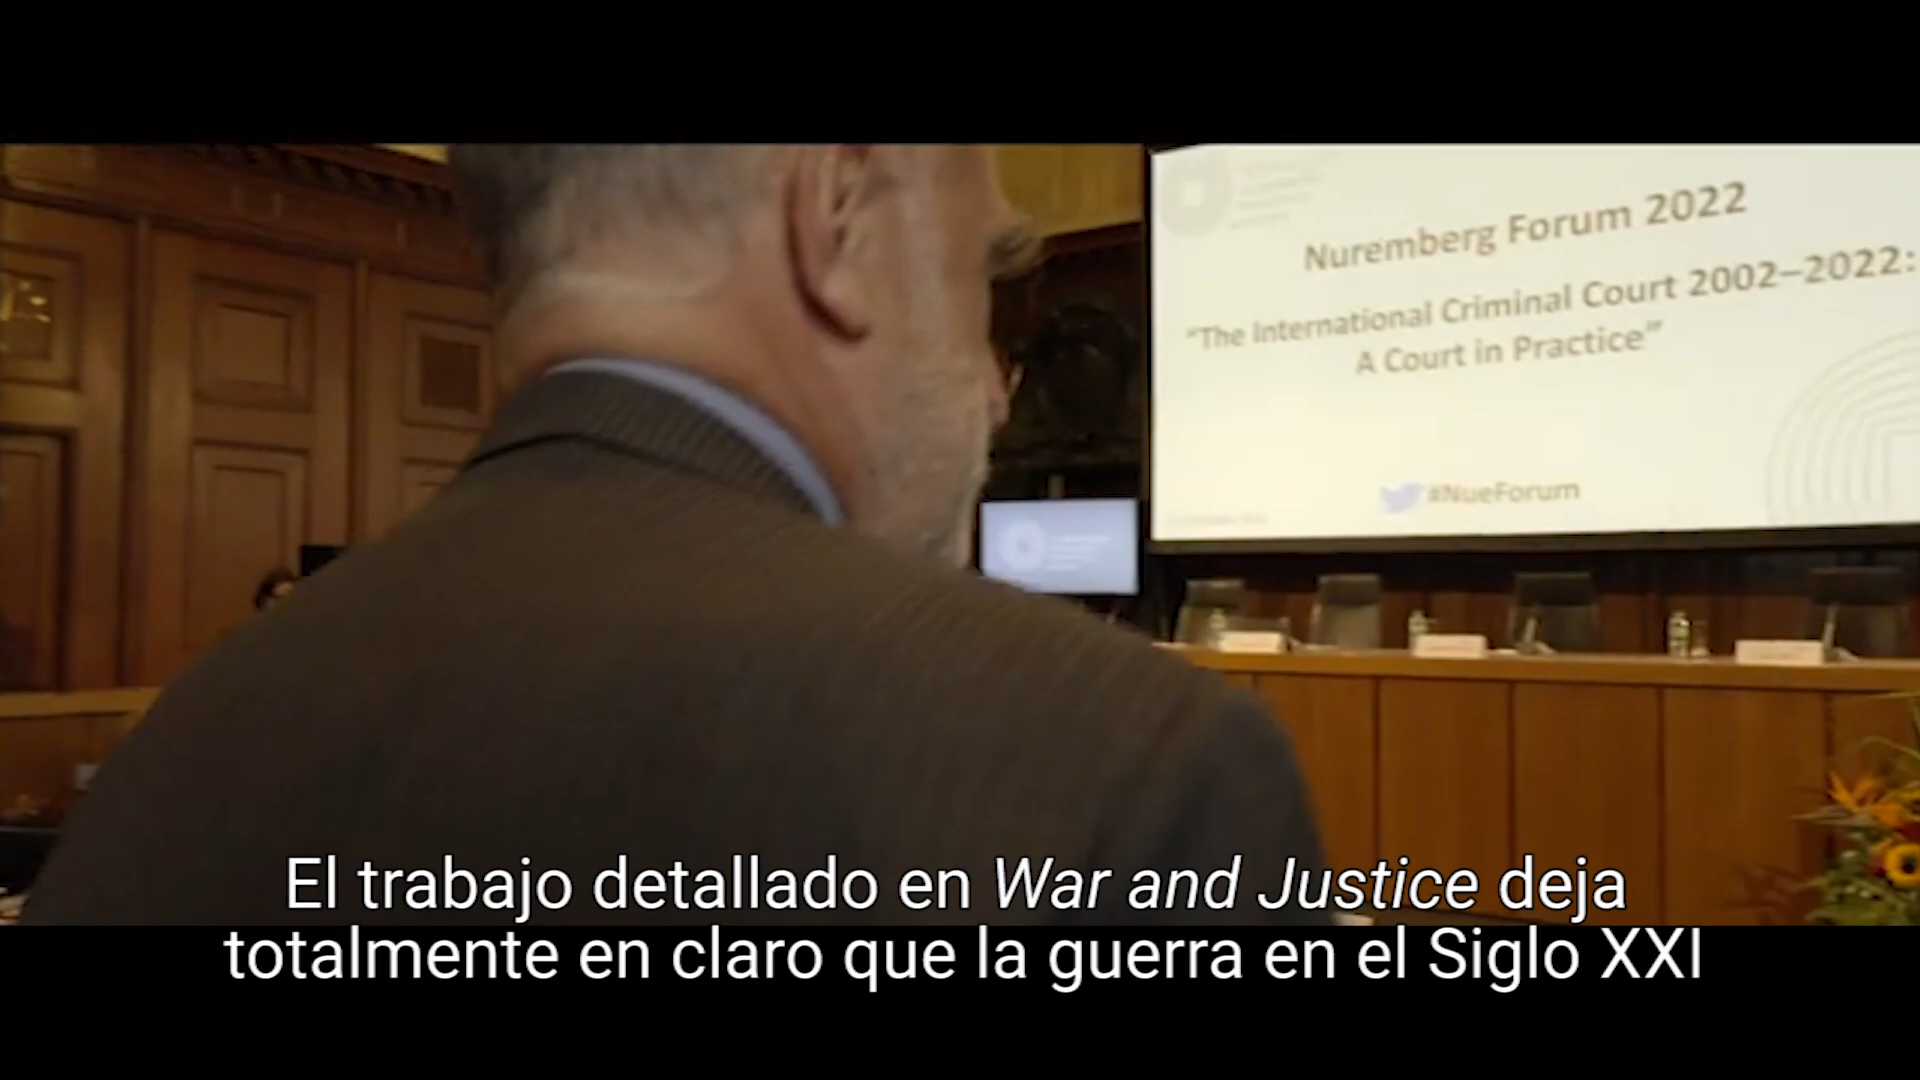 Nuremberg Forum 2022
“The International Criminal Court 2002–2022:
A Court in Practice”
#NueForum
El trabajo detallado en War and Justice deja
totalmente en claro que la guerra en el Siglo XXI